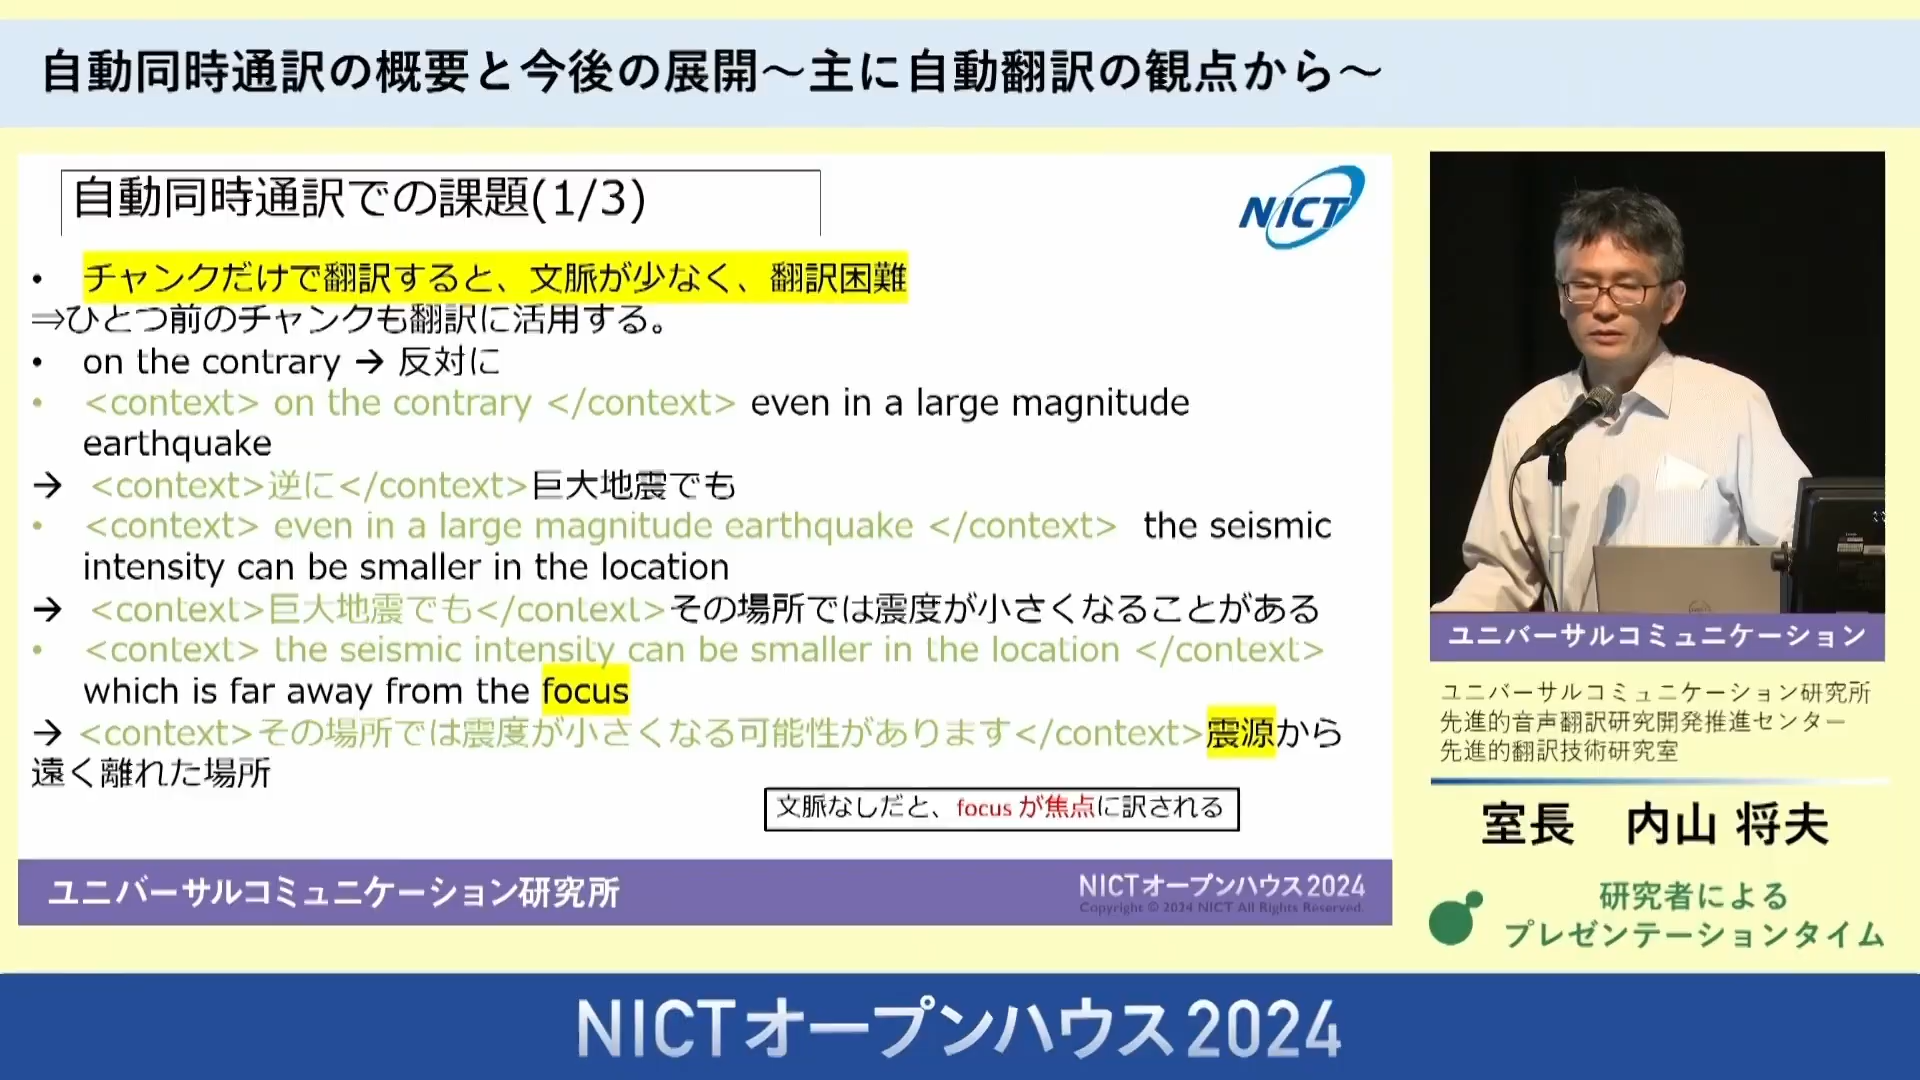 自動同時通訳の概要と今後の展開～主に自動翻訳の観点から～
自動同時通訳での課題(1/3)
NICT
• チャンクだけで翻訳すると、文脈が少なく、翻訳困難
⇒ひとつ前のチャンクも翻訳に活用する。
• on the contrary → 反対に
• <context> on the contrary </context> even in a large magnitude
earthquake
→ <context>逆に</context>巨大地震でも
• <context> even in a large magnitude earthquake </context> the seismic
intensity can be smaller in the location
→ <context>巨大地震でも</context>その場所では震度が小さくなることがある
• <context> the seismic intensity can be smaller in the location </context>
which is far away from the focus
→ <context>その場所では震度が小さくなる可能性があります</context>震源から
遠く離れた場所
文脈なしだと、focus が焦点に訳される
ユニバーサルコミュニケーション研究所
NICTオープンハウス2024
Copyright © 2024 NICT All Rights Reserved.
ユニバーサルコミュニケーション
ユニバーサルコミュニケーション研究所
先進的音声翻訳研究開発推進センター
先進的翻訳技術研究室
室長 内山 将夫
研究者による
プレゼンテーションタイム
NICTオープンハウス2024